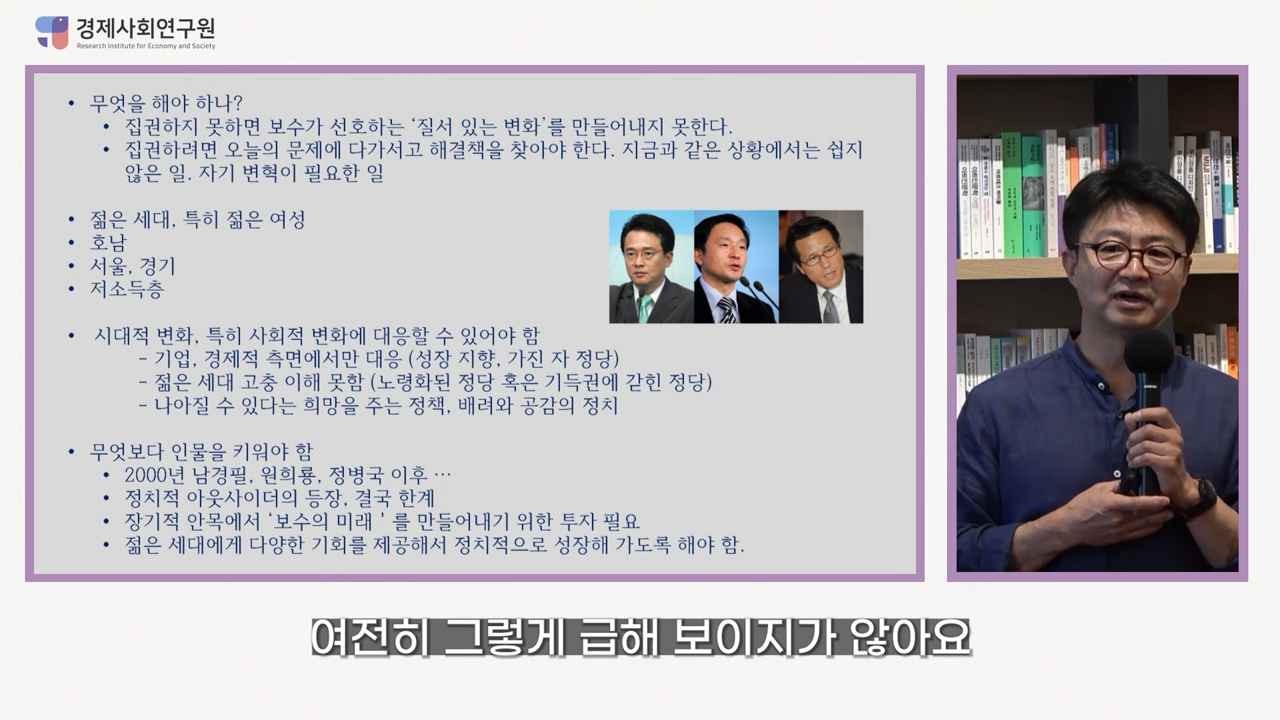 경제사회연구원
Research Institute for Economy and Society
• 무엇을 해야 하나?
• 집권하지 못하면 보수가 선호하는 ‘질서 있는 변화’를 만들어내지 못한다.
• 집권하려면 오늘의 문제에 다가서고 해결책을 찾아야 한다. 지금과 같은 상황에서는 쉽지
않은 일. 자기 변혁이 필요한 일
• 젊은 세대, 특히 젊은 여성
• 호남
• 서울, 경기
• 저소득층
• 시대적 변화, 특히 사회적 변화에 대응할 수 있어야 함
– 기업, 경제적 측면에서만 대응 (성장 지향, 가진 자 정당)
– 젊은 세대 고충 이해 못함 (노령화된 정당 혹은 기득권에 갇힌 정당)
– 나아질 수 있다는 희망을 주는 정책, 배려와 공감의 정치
• 무엇보다 인물을 키워야 함
• 2000년 남경필, 원희룡, 정병국 이후 …
• 정치적 아웃사이더의 등장, 결국 한계
• 장기적 안목에서 ‘보수의 미래 ' 를 만들어내기 위한 투자 필요
• 젊은 세대에게 다양한 기회를 제공해서 정치적으로 성장해 가도록 해야 함.
여전히 그렇게 급해 보이지가 않아요